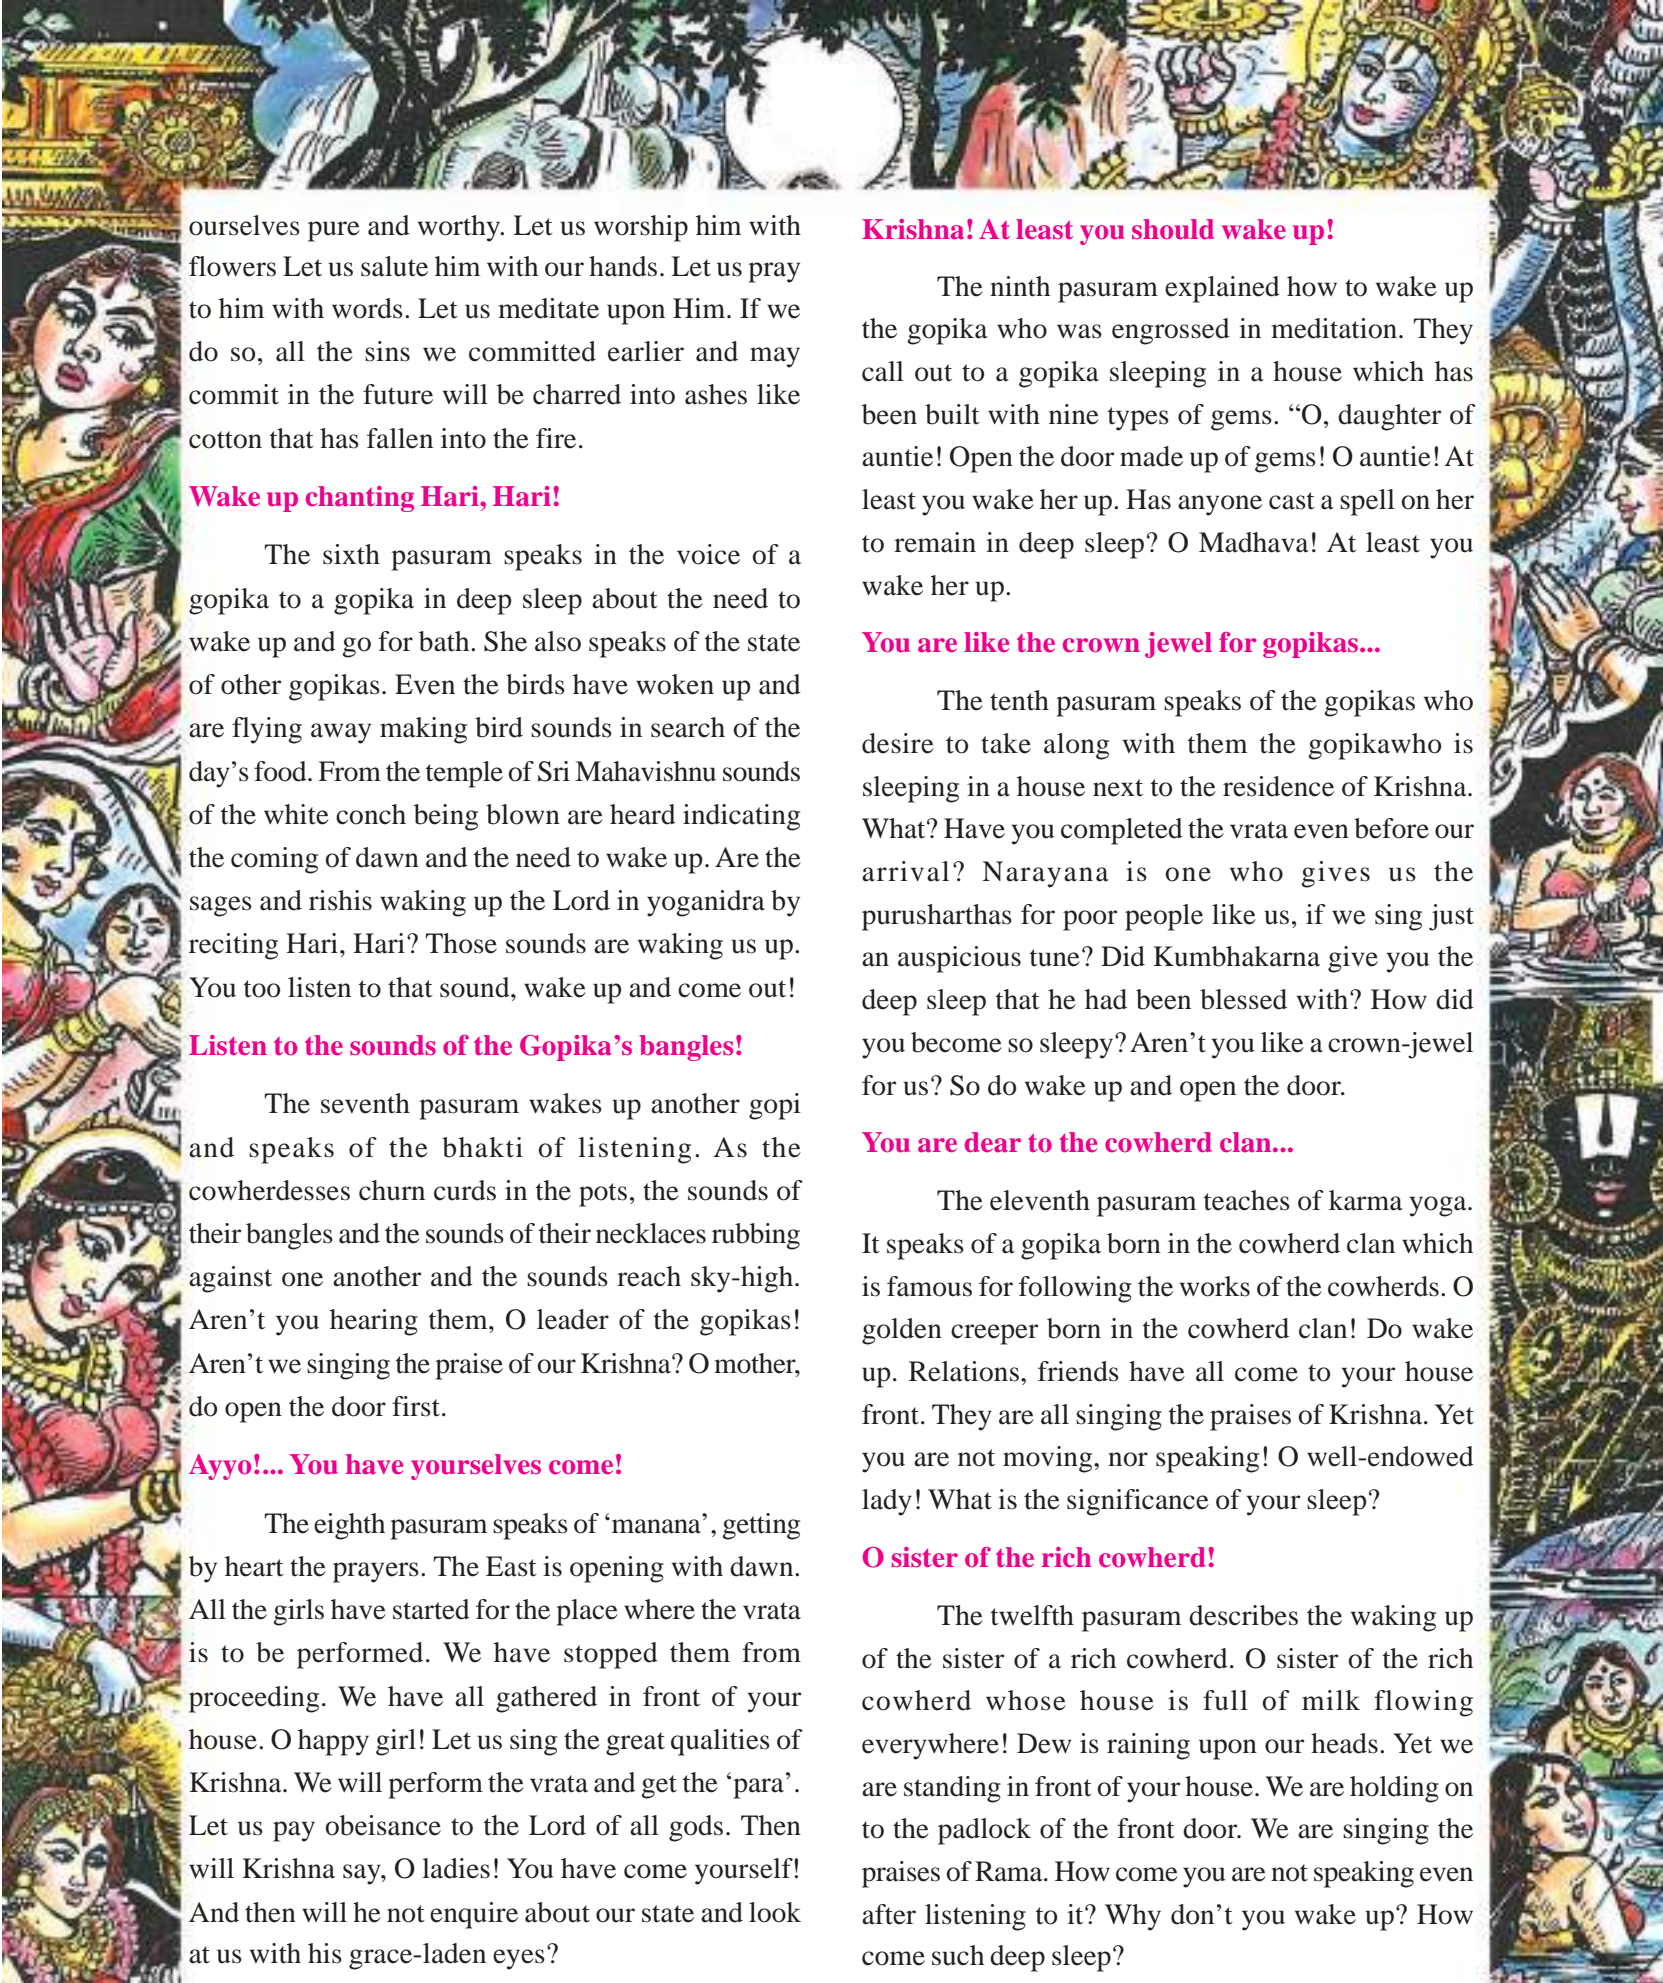 ourselves pure and worthy. Let us worship him with
flowers Let us salute him with our hands. Let us pray
to him with words. Let us meditate upon Him. If we
do so, all the sins we committed earlier and may
commit in the future will be charred into ashes like
cotton that has fallen into the fire.
Wake up chanting Hari, Hari!
The sixth pasuram speaks in the voice of a
gopika to a gopika in deep sleep about the need to
wake up and go for bath. She also speaks of the state
of other gopikas. Even the birds have woken up and
are flying away making bird sounds in search of the
day’s food. From the temple of Sri Mahavishnu sounds
of the white conch being blown are heard indicating
the coming of dawn and the need to wake up. Are the
sages and rishis waking up the Lord in yoganidra by
reciting Hari, Hari? Those sounds are waking us up.
You too listen to that sound, wake up and come out!
Listen to the sounds of the Gopika’s bangles!
The seventh pasuram wakes up another gopi
and speaks of the bhakti of listening. As the
cowherdesses churn curds in the pots, the sounds of
their bangles and the sounds of their necklaces rubbing
against one another and the sounds reach sky-high.
Aren’t you hearing them, O leader of the gopikas!
Aren’t we singing the praise of our Krishna? O mother,
do open the door first.
Ayyo!... You have yourselves come!
The eighth pasuram speaks of ‘manana’, getting
by heart the prayers. The East is opening with dawn.
All the girls have started for the place where the vrata
is to be performed. We have stopped them from
proceeding. We have all gathered in front of your
house. O happy girl! Let us sing the great qualities of
Krishna. We will perform the vrata and get the ‘para’.
Let us pay obeisance to the Lord of all gods. Then
will Krishna say, O ladies! You have come yourself!
And then will he not enquire about our state and look
at us with his grace-laden eyes?
Krishna! At least you should wake up!
The ninth pasuram explained how to wake up
the gopika who was engrossed in meditation. They
call out to a gopika sleeping in a house which has
been built with nine types of gems. “O, daughter of
auntie! Open the door made up of gems! O auntie! At
least you wake her up. Has anyone cast a spell on her
to remain in deep sleep? O Madhava! At least you
wake her up.
You are like the crown jewel for gopikas...
The tenth pasuram speaks of the gopikas who
desire to take along with them the gopikawho is
sleeping in a house next to the residence of Krishna.
What? Have you completed the vrata even before our
arrival? Narayana is one who gives us the
purusharthas for poor people like us, if we sing just
an auspicious tune? Did Kumbhakarna give you the
deep sleep that he had been blessed with? How did
you become so sleepy? Aren’t you like a crown-jewel
for us? So do wake up and open the door.
You are dear to the cowherd clan...
The eleventh pasuram teaches of karma yoga.
It speaks of a gopika born in the cowherd clan which
is famous for following the works of the cowherds. O
golden creeper born in the cowherd clan! Do wake
up. Relations, friends have all come to your house
front. They are all singing the praises of Krishna. Yet
you are not moving, nor speaking! O well-endowed
lady! What is the significance of your sleep?
O sister of the rich cowherd!
The twelfth pasuram describes the waking up
of the sister of a rich cowherd. O sister of the rich
cowherd whose house is full of milk flowing
everywhere! Dew is raining upon our heads. Yet we
are standing in front of your house. We are holding on
to the padlock of the front door. We are singing the
praises of Rama. How come you are not speaking even
after listening to it? Why don’t you wake up? How
come such deep sleep?